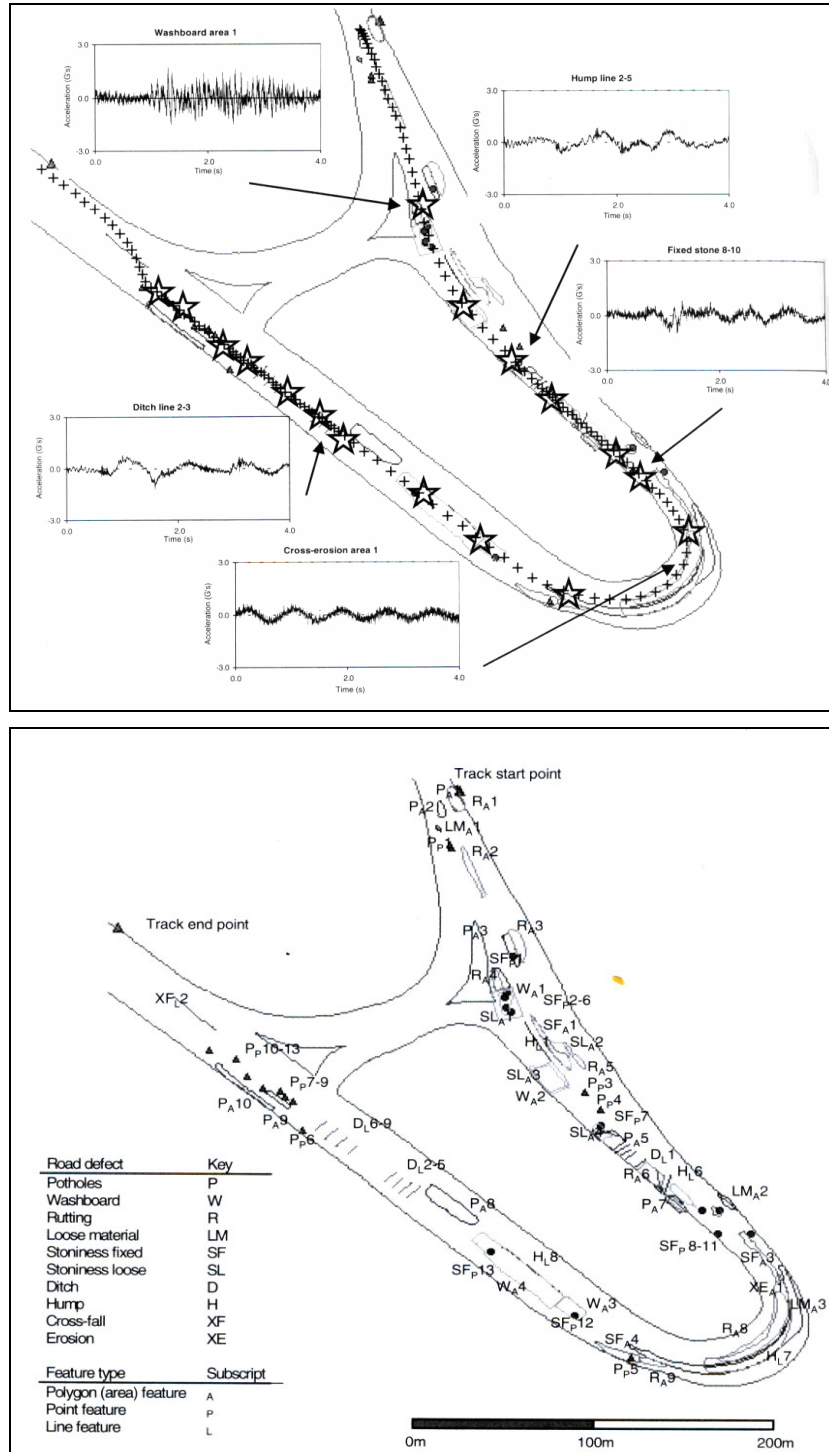 Washboard area 1
3.0
Acceleration (G's)
0.0
-3.0
0.0
2.0
4.0
Time (s)
Hump line 2-5
3.0
Acceleration (G's)
0.0
-3.0
0.0
2.0
4.0
Time (s)
Fixed stone 8-10
3.0
Acceleration (G's)
0.0
-3.0
0.0
2.0
4.0
Time (s)
Ditch line 2-3
3.0
Acceleration (G's)
0.0
-3.0
0.0
2.0
4.0
Time (s)
Cross-erosion area 1
3.0
Acceleration (G's)
0.0
-3.0
0.0
2.0
4.0
Time (s)
Track start point
PA
RA1
PA2
LMA1
PP1
RA2
Track end point
PA3
RA3
SFP1
RA4
WA1
SFP2-6
XFL2
SLA1
SFA1
HL1
SLA2
PP10-13
RA5
SLA3
PP3
PP7-9
WA2
PP4
PA10
SFP7
PA9
SLA4
PA5
PP6
DL6-9
DL1
DL2-5
RA6
HL6
PA7
LMA2
PA8
SFP8-11
HL8
SFA3
SFP13
WA4
XEA1
WA3
LMA3
SFP12
RA8
SFA4
HL7
PP5
RA9
Road defect Key
Potholes P
Washboard W
Rutting R
Loose material LM
Stoniness fixed SF
Stoniness loose SL
Ditch D
Hump H
Cross-fall XF
Erosion XE
Feature type Subscript
Polygon (area) feature A
Point feature P
Line feature L
0m 100m 200m